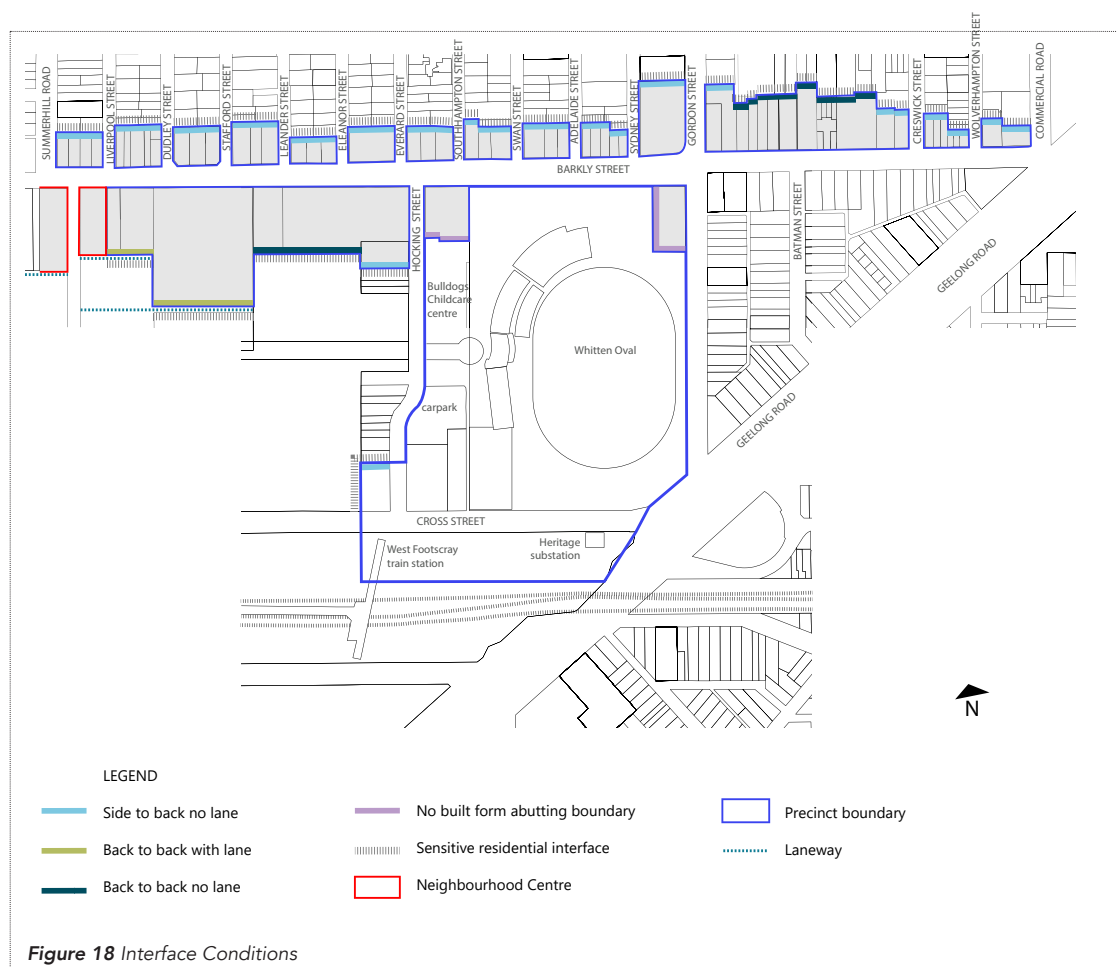 SUMMERHILL ROAD
LIVERPOOL STREET
DUDLEY STREET
STAFFORD STREET
LEANDER STREET
ELEANOR STREET
EVERARD STREET
SOUTHHAMPTON STREET
SWAN STREET
ADELAIDE STREET
SYDNEY STREET
GORDON STREET
CRESWICK STREET
WOLVERHAMPTON STREET
COMMERCIAL ROAD
BARKLY STREET
HOCKING STREET
BATMAN STREET
GEELONG ROAD
Bulldogs
Childcare
centre
Whitten Oval
carpark
GEELONG ROAD
CROSS STREET
West Footscray
train station
Heritage
substation
N
LEGEND
Side to back no lane
Back to back with lane
Back to back no lane
No built form abutting boundary
Sensitive residential interface
Neighbourhood Centre
Precinct boundary
Laneway
Figure 18 Interface Conditions